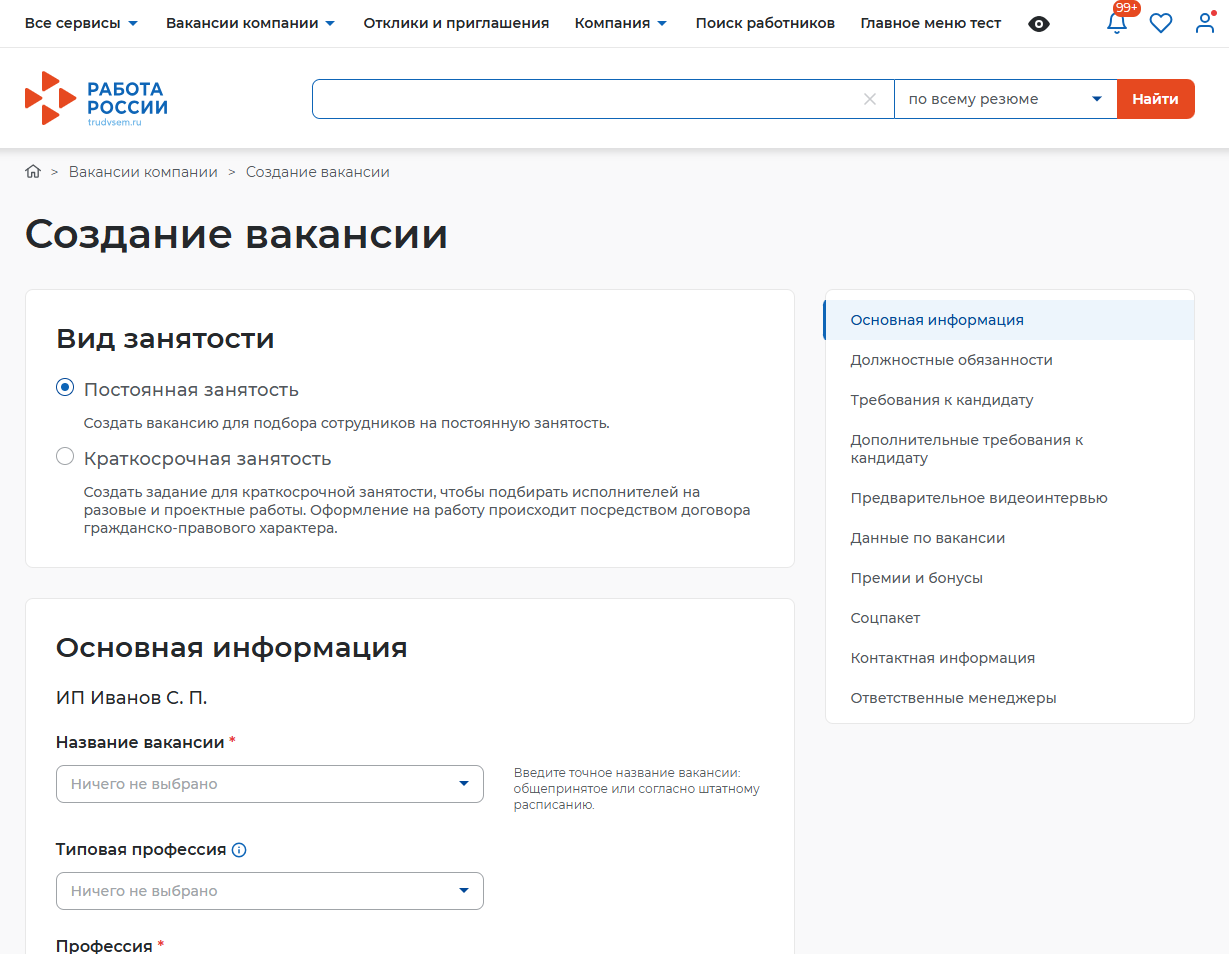 Все сервисы Вакансии компании Отклики и приглашения Компания Поиск работников Главное меню тест 99+
РАБОТА
РОССИИ
trudvsem.ru
по всему резюме Найти
> Вакансии компании > Создание вакансии
Создание вакансии
Вид занятости
Постоянная занятость
Создать вакансию для подбора сотрудников на постоянную занятость.
Краткосрочная занятость
Создать задание для краткосрочной занятости, чтобы подбирать исполнителей на
разовые и проектные работы. Оформление на работу происходит посредством договора
гражданско-правового характера.
Основная информация
ИП Иванов С. П.
Название вакансии *
Ничего не выбрано
Введите точное название вакансии:
общепринятое или согласно штатному
расписанию.
Типовая профессия
Ничего не выбрано
Профессия *
Основная информация
Должностные обязанности
Требования к кандидату
Дополнительные требования к
кандидату
Предварительное видеоинтервью
Данные по вакансии
Премии и бонусы
Соцпакет
Контактная информация
Ответственные менеджеры